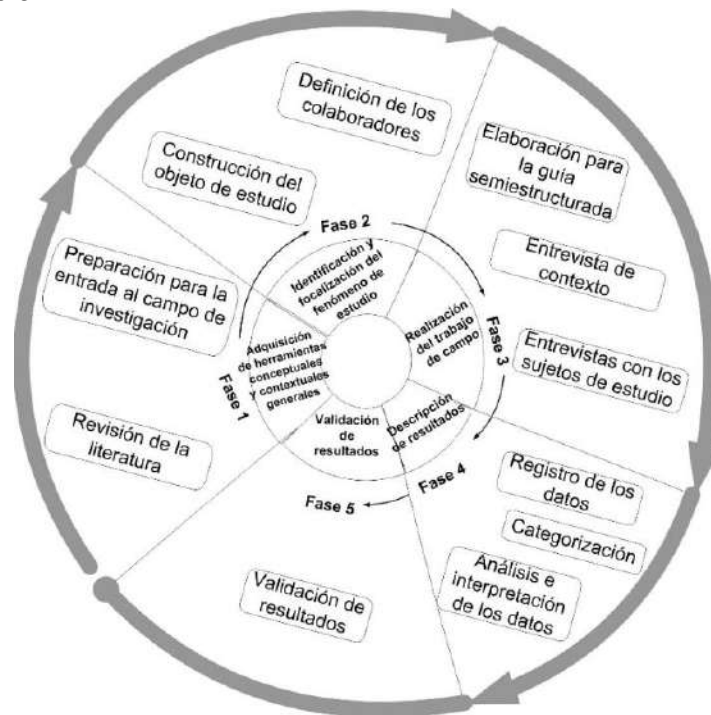 Definición de los
colaboradores
Construcción del
objeto de estudio
Preparación para la
entrada al campo de
investigación
Revisión de la
literatura
Elaboración para
la guía
semiestructurada
Entrevista de
contexto
Entrevistas con los
sujetos de estudio
Registro de los
datos
Categorización
Análisis e
interpretación
de los datos
Validación de
resultados
Fase 1
Adquisición
de herramientas
conceptuales
y contextuales
generales
Fase 2
Identificación y
focalización del
fenómeno de
estudio
Fase 3
Realización
del trabajo
de campo
Fase 4
Descripción
de resultados
Fase 5
Validación
de
resultados